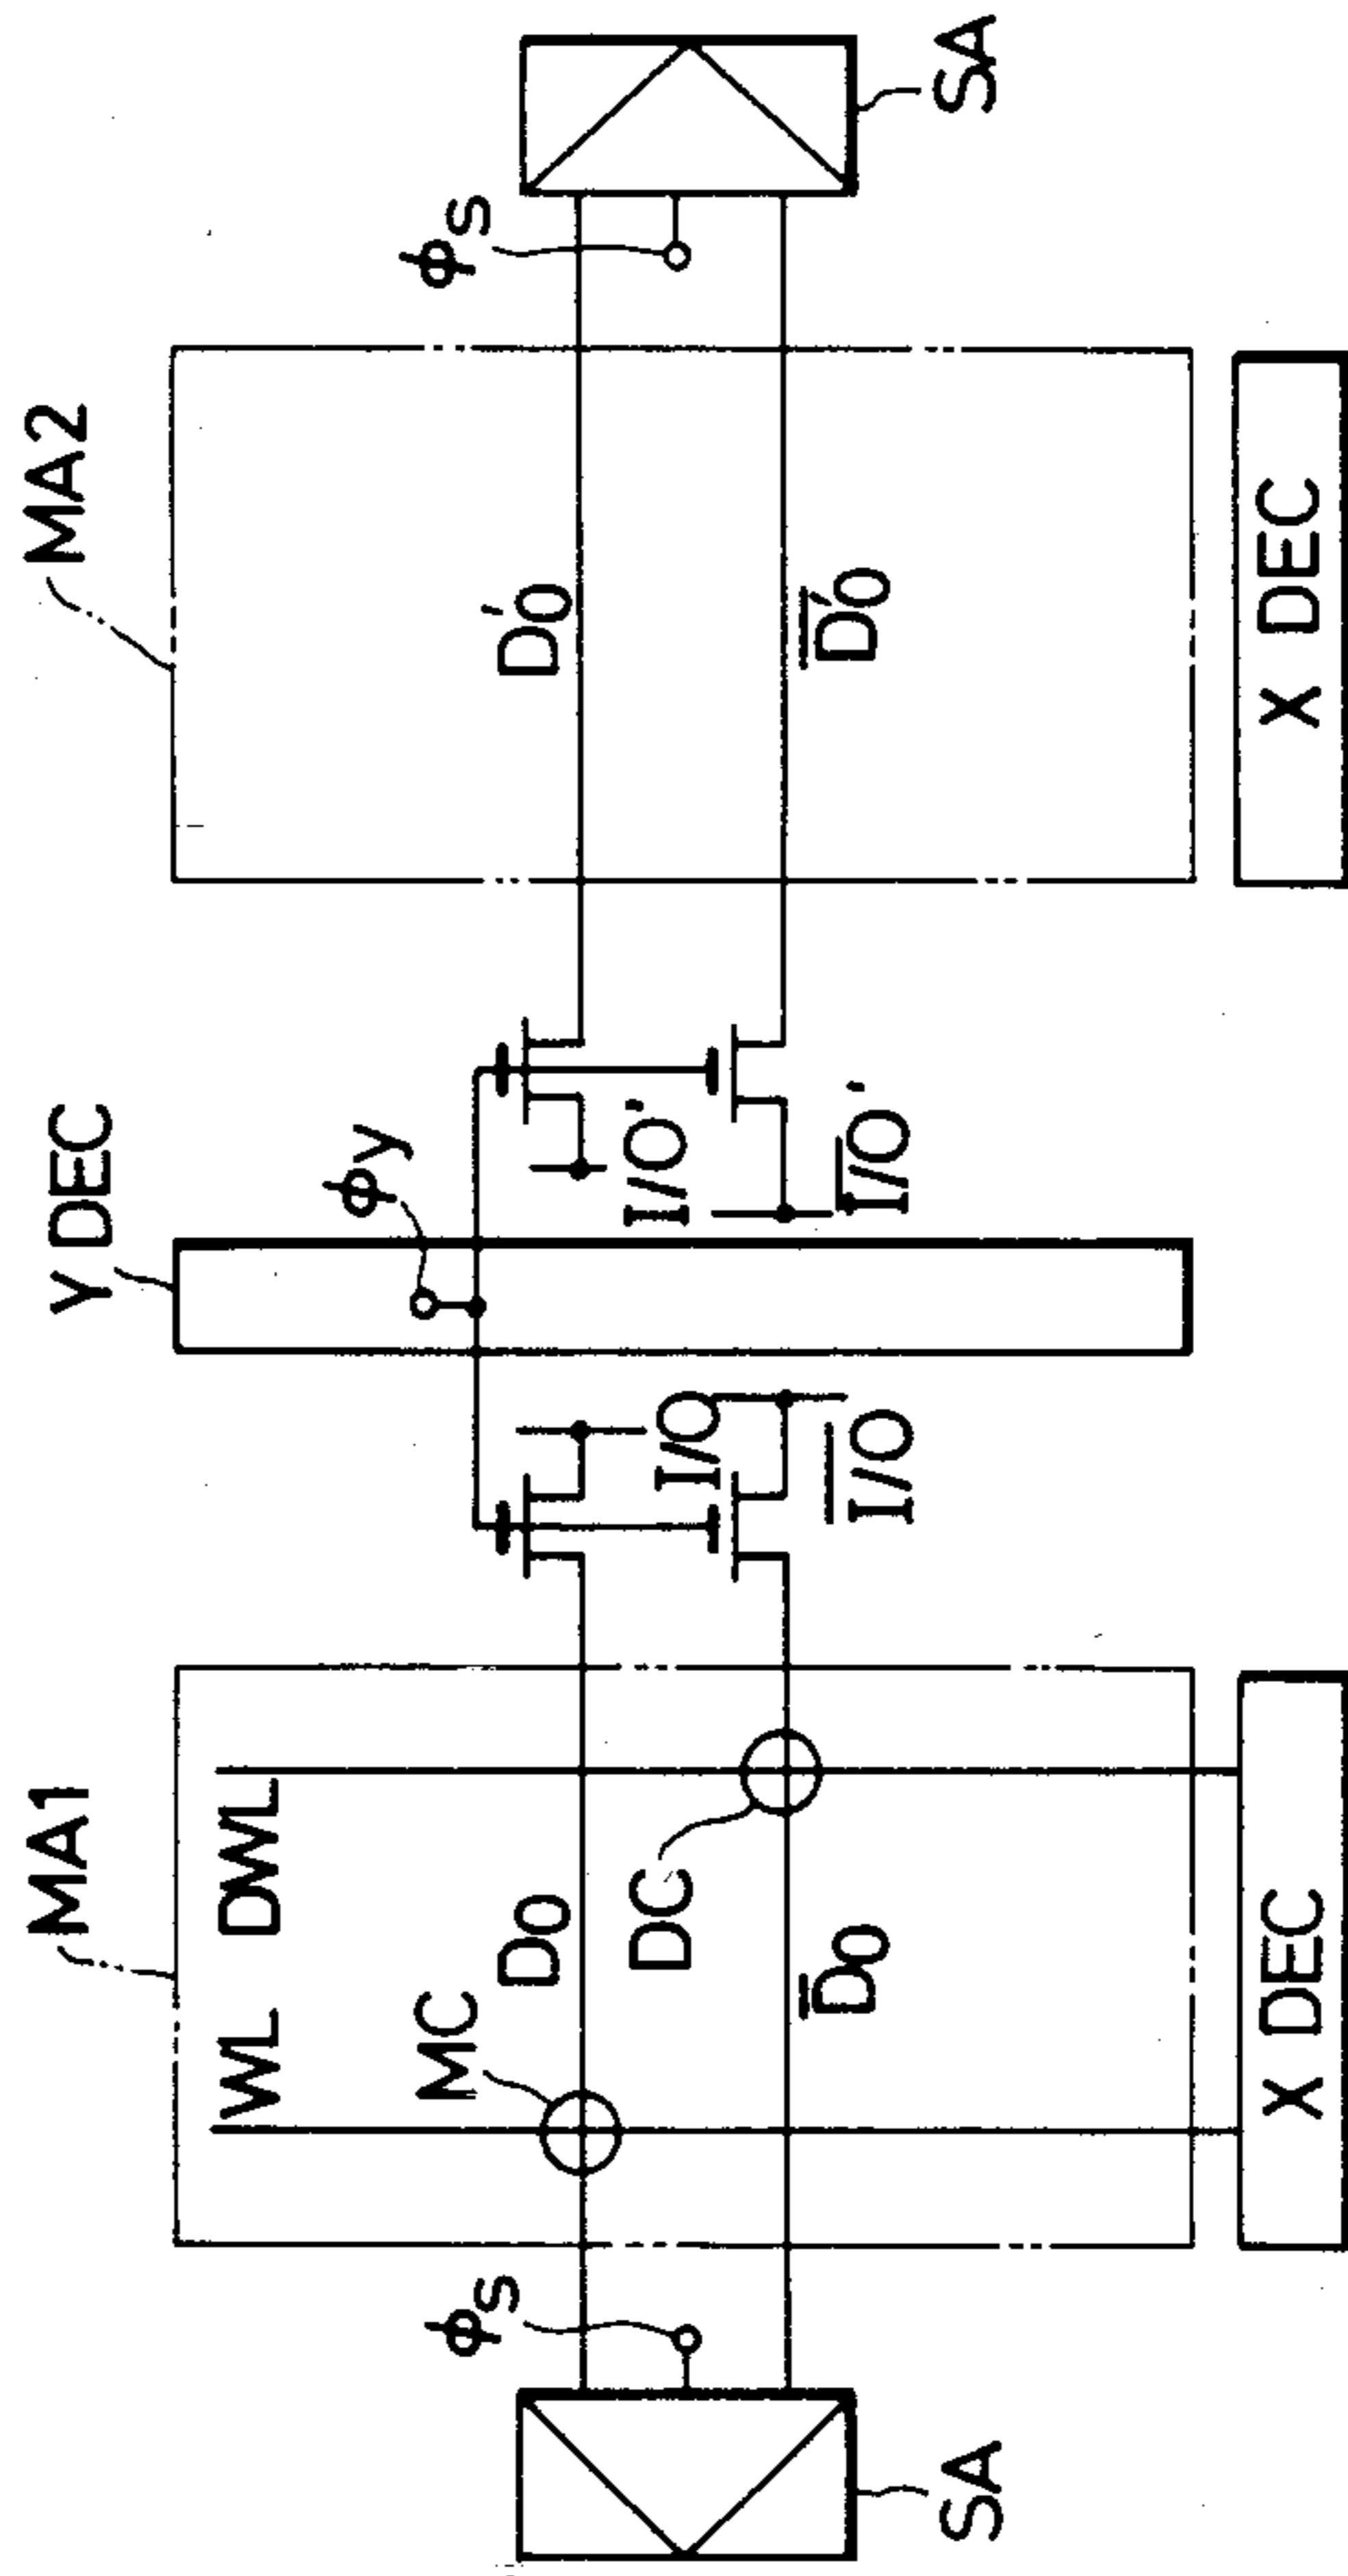 MA1
Y DEC
MA2
WL
DWL
ϕy
MC
ϕs
ϕs
D0
D0'
I/O
I/O'
DC
D̅0
D̅0'
I̅/̅O̅
I̅/̅O̅'
SA
SA
X DEC
X DEC